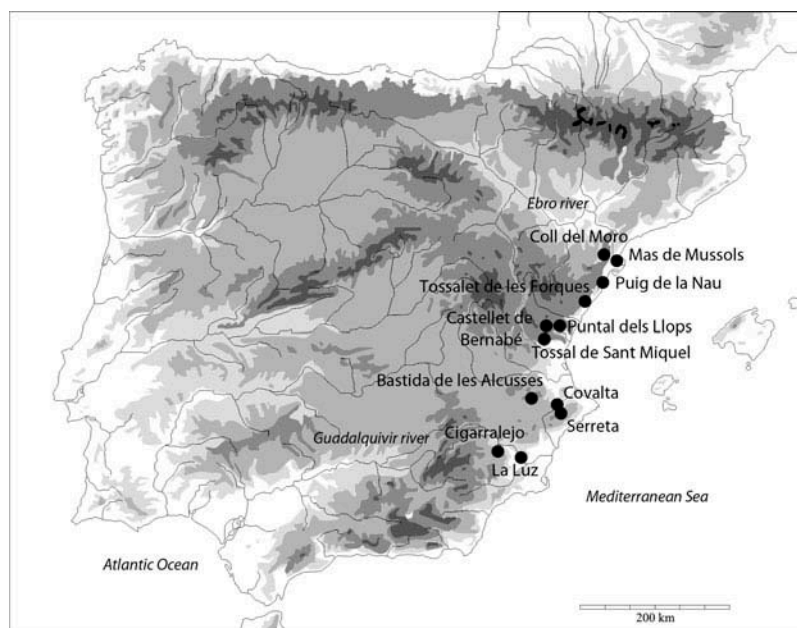 Ebro river
Coll del Moro
Mas de Mussols
Tossalet de les Forques
Puig de la Nau
Castellet de
Bernabé
Puntal dels Llops
Tossal de Sant Miquel
Bastida de les Alcusses
Covalta
Serreta
Guadalquivir river
Cigarralejo
La Luz
Mediterranean Sea
Atlantic Ocean
200 km